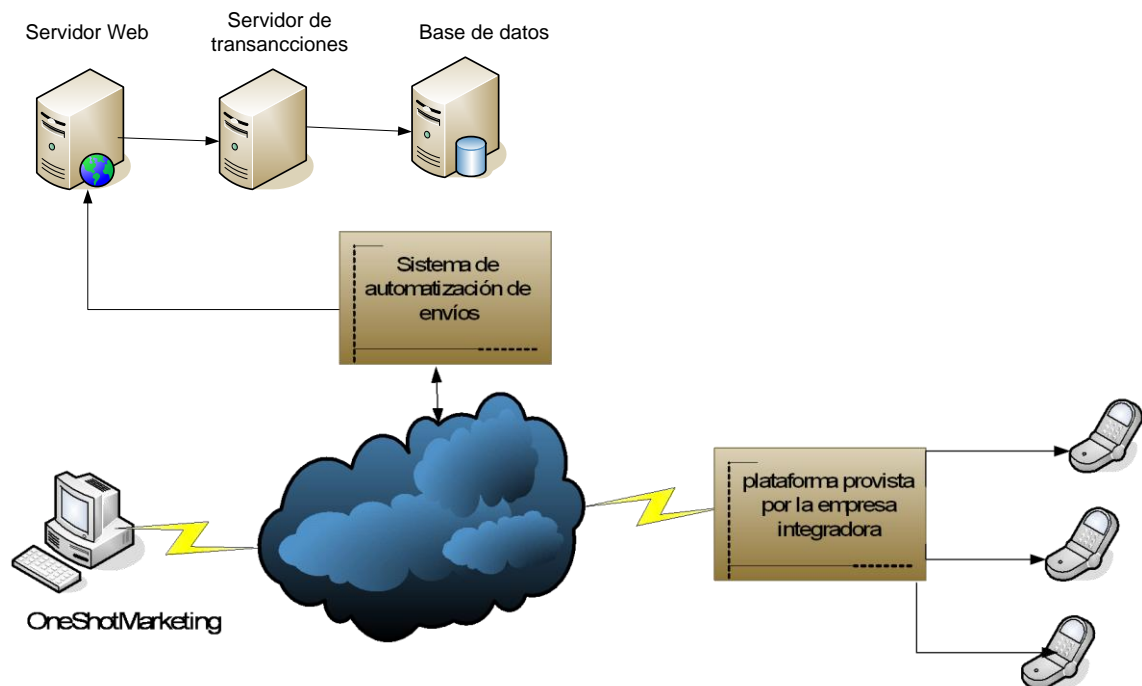 Servidor Web
Servidor de
transancciones
Base de datos
Sistema de
automatización de
envíos
plataforma provista
por la empresa
integradora
OneShotMarketing